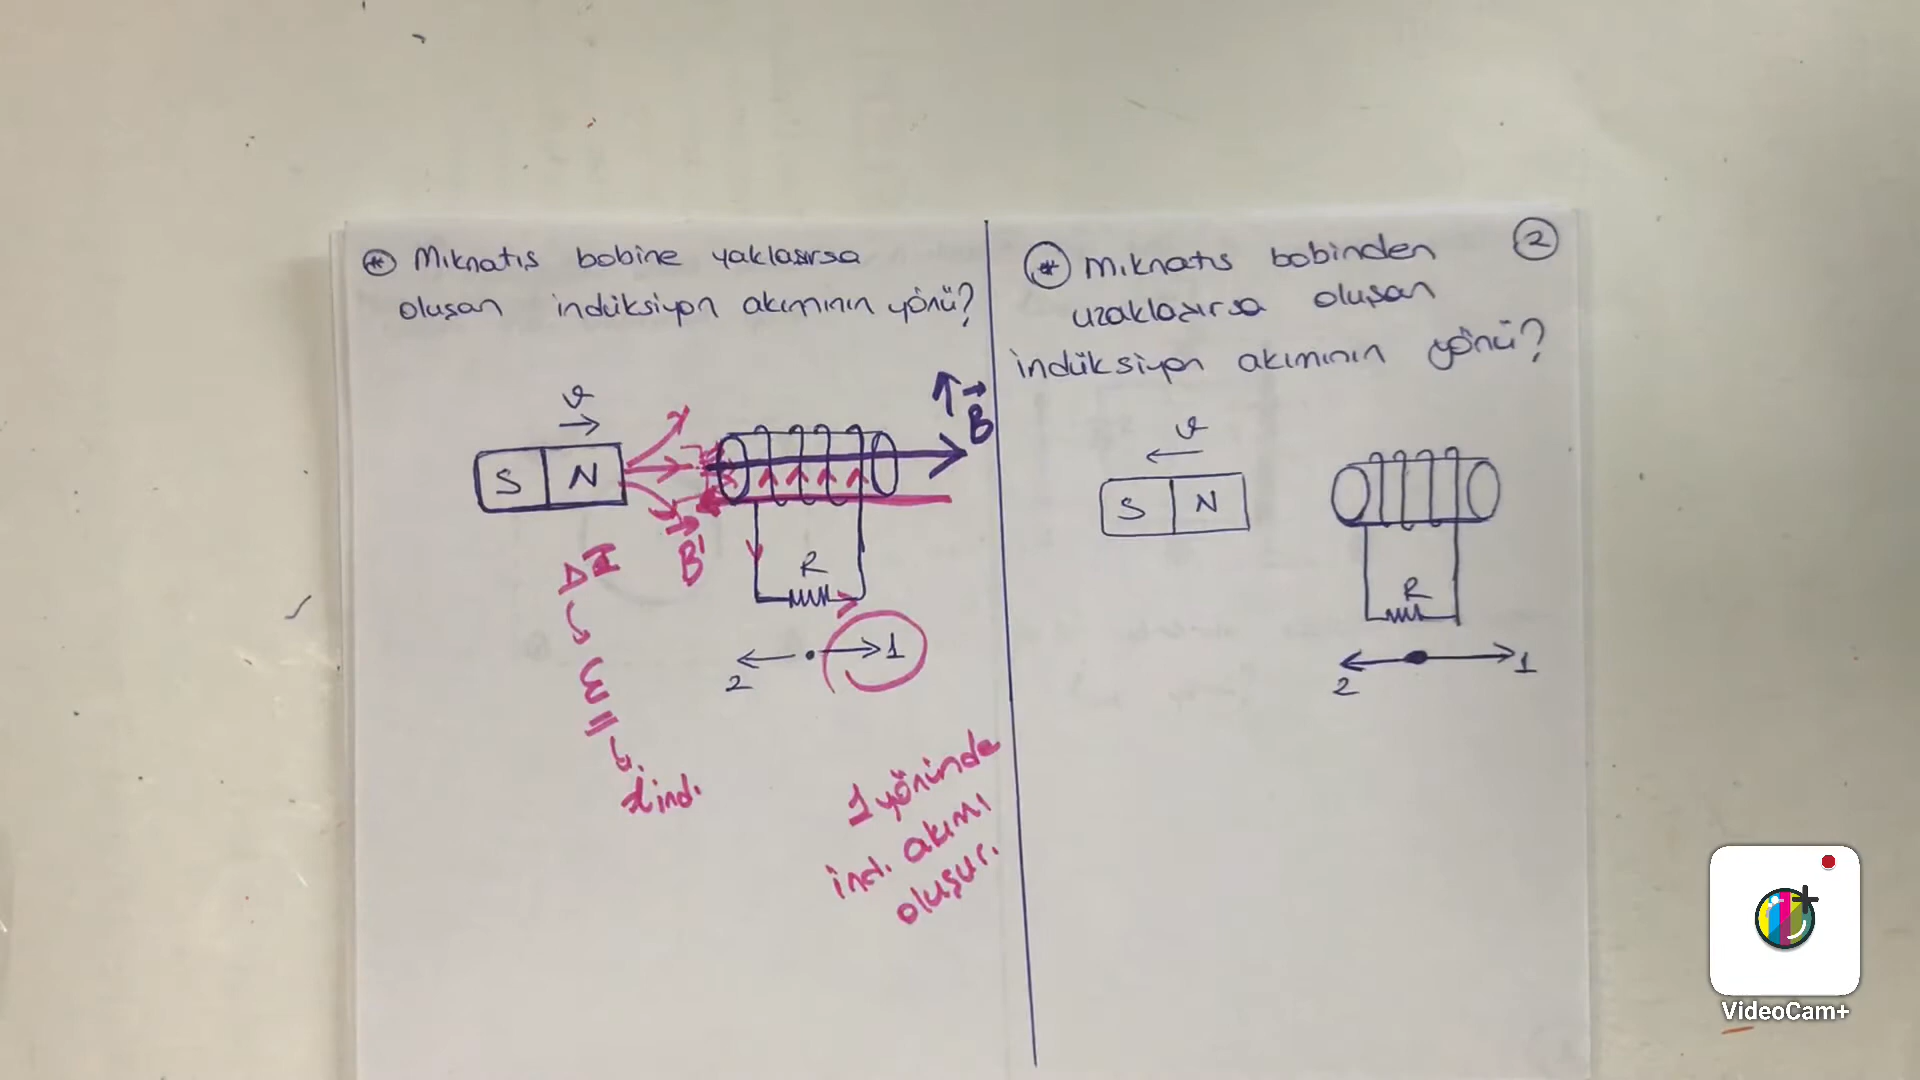 * Mıknatıs bobine yaklaşırsa
oluşan indüksiyon akımının yönü?
ϑ
S N
B
B'
R
2 1
ΔΦ
ε
iind.
1 yönünde
ind. akımı
oluşur.
2
* Mıknatıs bobinden
uzaklaşırsa oluşan
indüksiyon akımının yönü?
ϑ
S N
R
2 1
VideoCam+